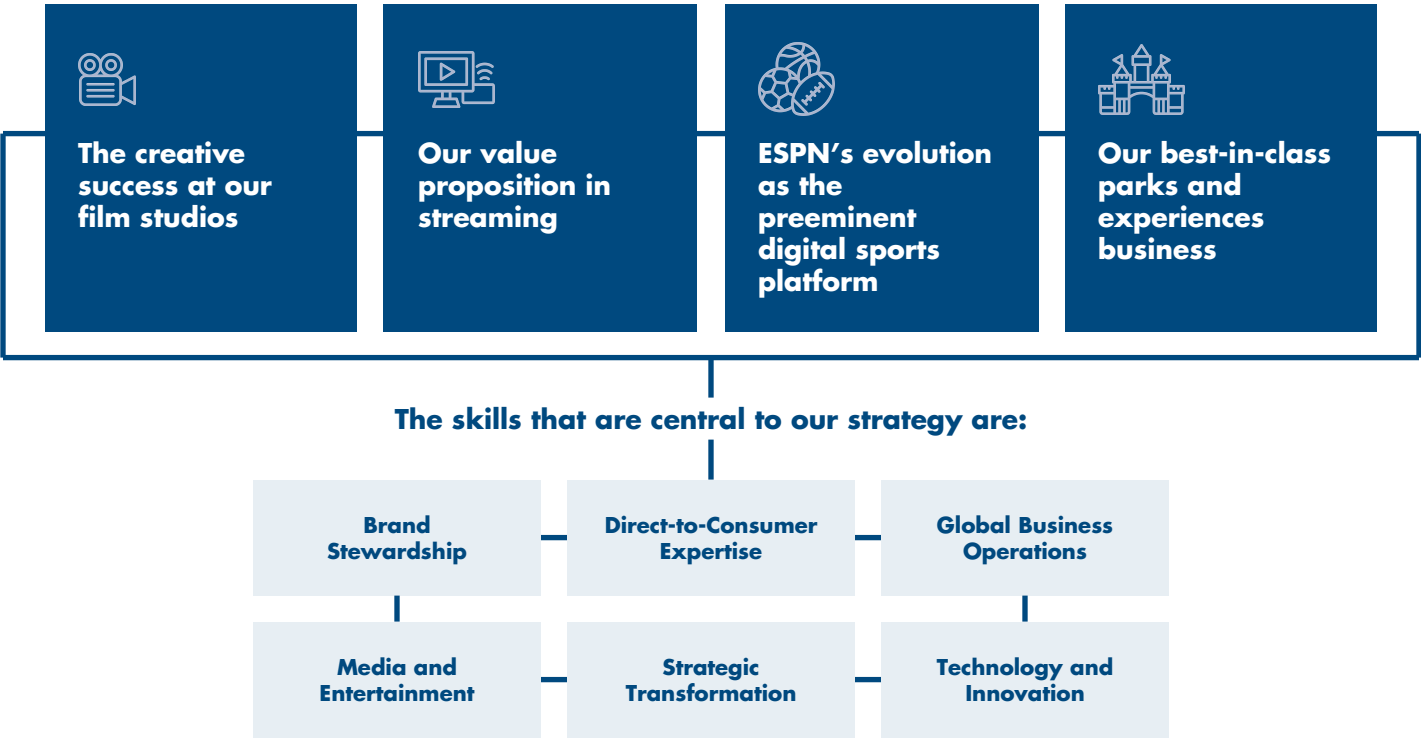 The creative
success at our
film studios
Our value
proposition in
streaming
ESPN’s evolution
as the
preeminent
digital sports
platform
Our best-in-class
parks and
experiences
business
The skills that are central to our strategy are:
Brand
Stewardship
Direct-to-Consumer
Expertise
Global Business
Operations
Media and
Entertainment
Strategic
Transformation
Technology and
Innovation